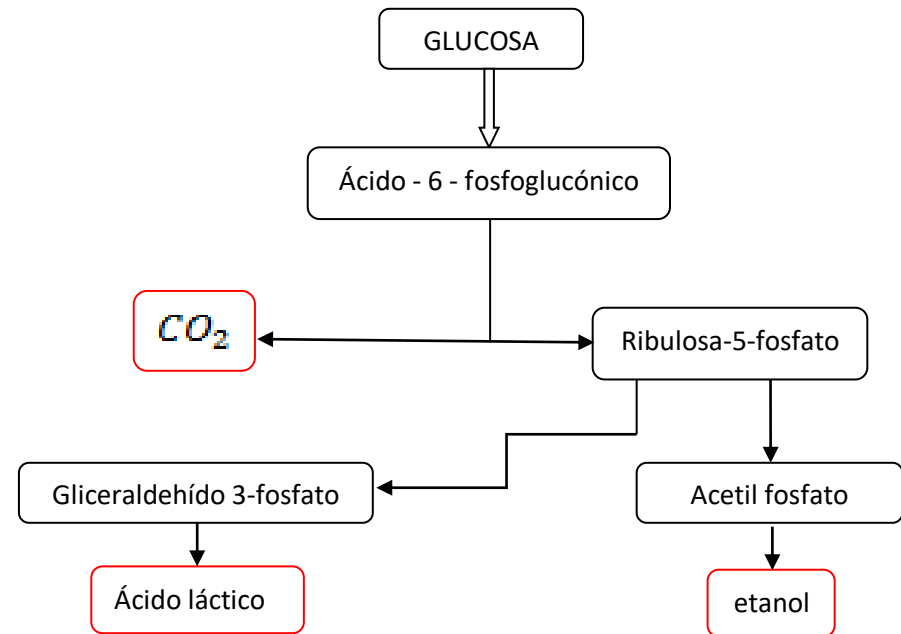 GLUCOSA
Ácido - 6 - fosfoglucónico
CO₂
Ribulosa-5-fosfato
Gliceraldehído 3-fosfato
Acetil fosfato
Ácido láctico
etanol